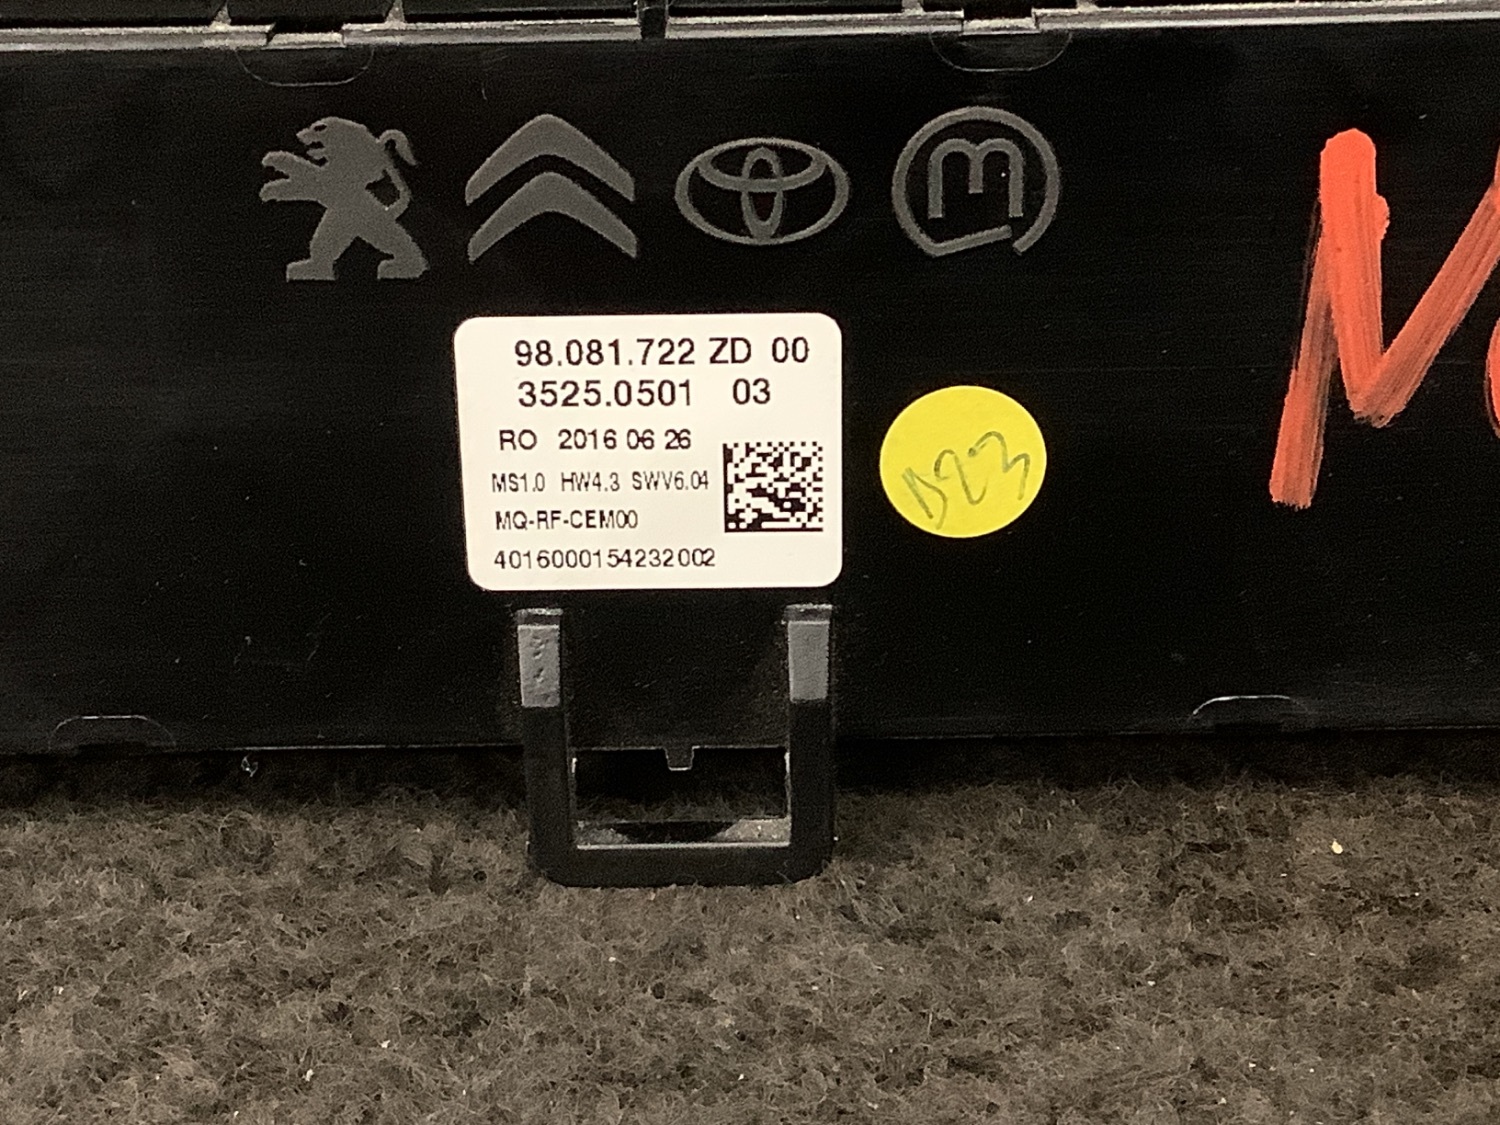 98.081.722 ZD 00
3525.0501 03
RO 2016 06 26
MS1.0 HW4.3 SWV6.04
MQ-RF-CEM00
4016000154232002
D23